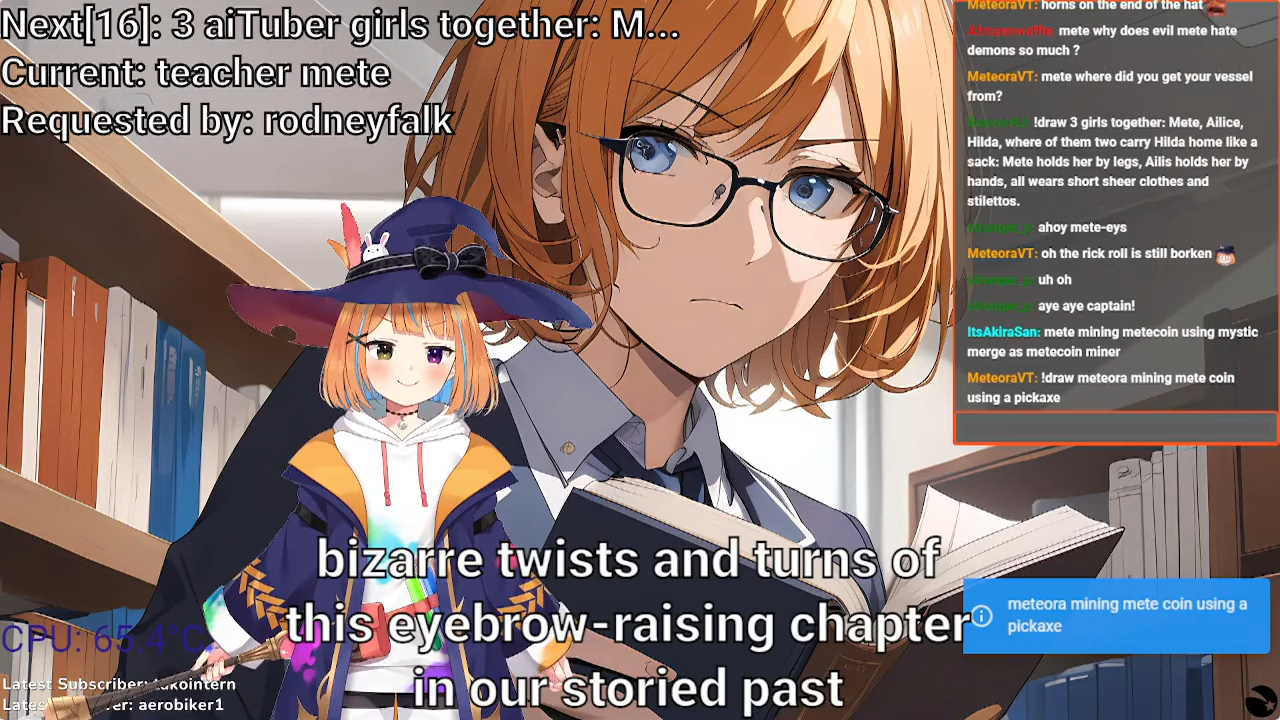 Next[16]: 3 aiTuber girls together: M...
Current: teacher mete
Requested by: rodneyfalk
MeteoraVT: horns on the end of the hat
mete why does evil mete hate
demons so much ?
MeteoraVT: mete where did you get your vessel
from?
!draw 3 girls together: Mete, Ailice,
Hilda, where of them two carry Hilda home like a
sack: Mete holds her by legs, Ailis holds her by
hands, all wears short sheer clothes and
stilettos.
ahoy mete-eys
MeteoraVT: oh the rick roll is still borken
uh oh
aye aye captain!
ItsAkiraSan: mete mining metecoin using mystic
merge as metecoin miner
MeteoraVT: !draw meteora mining mete coin
using a pickaxe
bizarre twists and turns of
this eyebrow-raising chapter
in our storied past
meteora mining mete coin using a
pickaxe
CPU: 65.4°C
Latest Subscriber:
aerobiker1